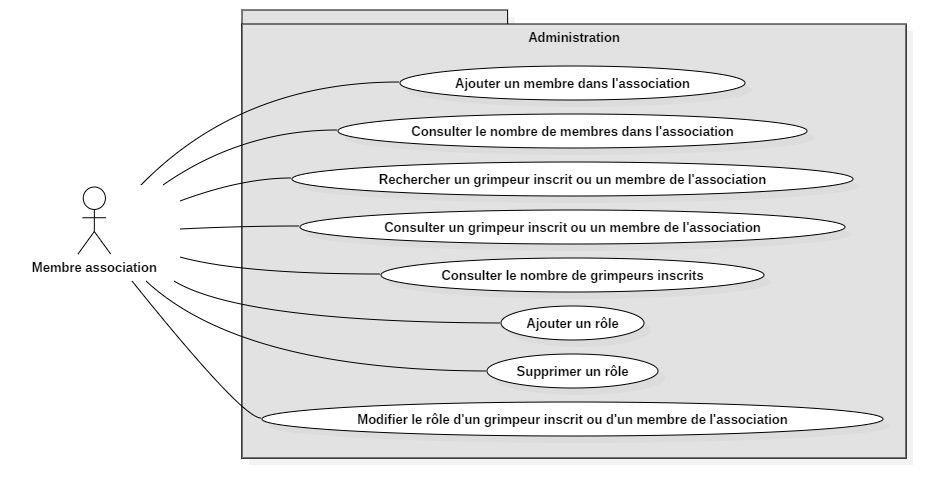 Administration
Ajouter un membre dans l'association
Consulter le nombre de membres dans l'association
Rechercher un grimpeur inscrit ou un membre de l'association
Consulter un grimpeur inscrit ou un membre de l'association
Membre association
Consulter le nombre de grimpeurs inscrits
Ajouter un rôle
Supprimer un rôle
Modifier le rôle d'un grimpeur inscrit ou d'un membre de l'association